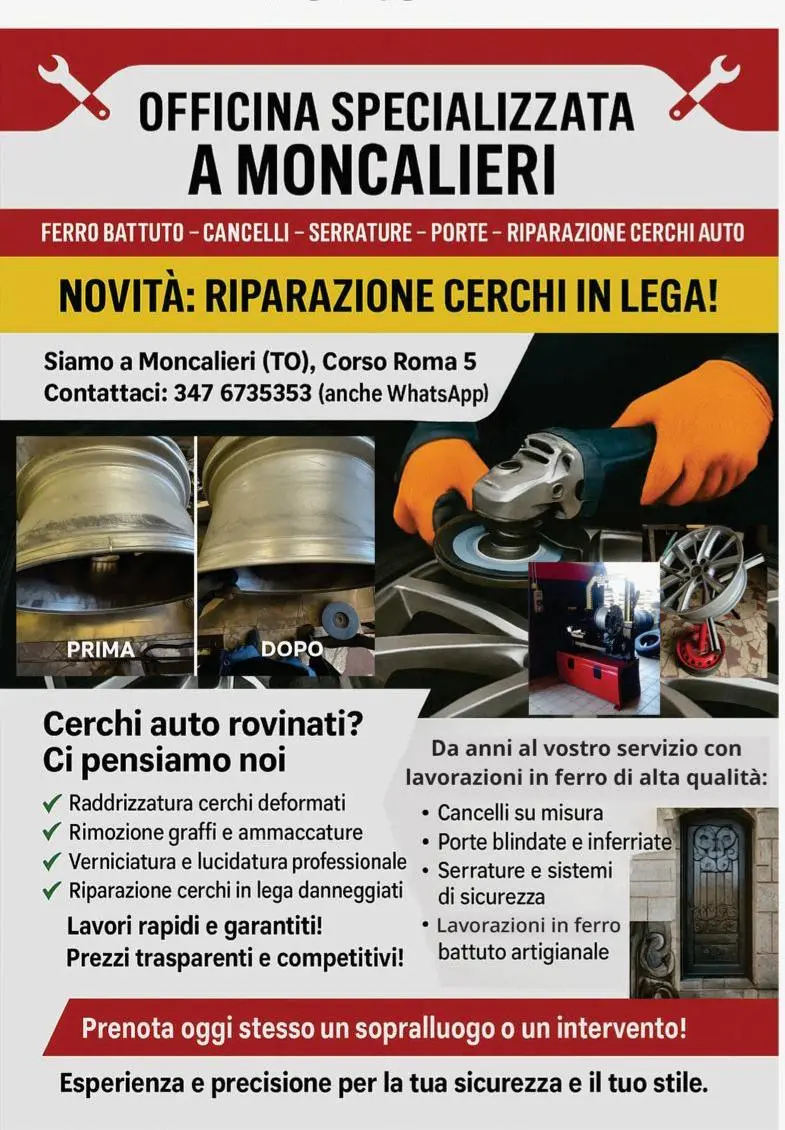 OFFICINA SPECIALIZZATA
A MONCALIERI
FERRO BATTUTO – CANCELLI – SERRATURE – PORTE – RIPARAZIONE CERCHI AUTO
NOVITÀ: RIPARAZIONE CERCHI IN LEGA!
Siamo a Moncalieri (TO), Corso Roma 5
Contattaci: 347 6735353 (anche WhatsApp)
PRIMA
DOPO
Cerchi auto rovinati?
Ci pensiamo noi
✓ Raddrizzatura cerchi deformati
✓ Rimozione graffi e ammaccature
✓ Verniciatura e lucidatura professionale
✓ Riparazione cerchi in lega danneggiati
Lavori rapidi e garantiti!
Prezzi trasparenti e competitivi!
Da anni al vostro servizio con
lavorazioni in ferro di alta qualità:
• Cancelli su misura
• Porte blindate e inferriate
• Serrature e sistemi
di sicurezza
• Lavorazioni in ferro
battuto artigianale
Prenota oggi stesso un sopralluogo o un intervento!
Esperienza e precisione per la tua sicurezza e il tuo stile.